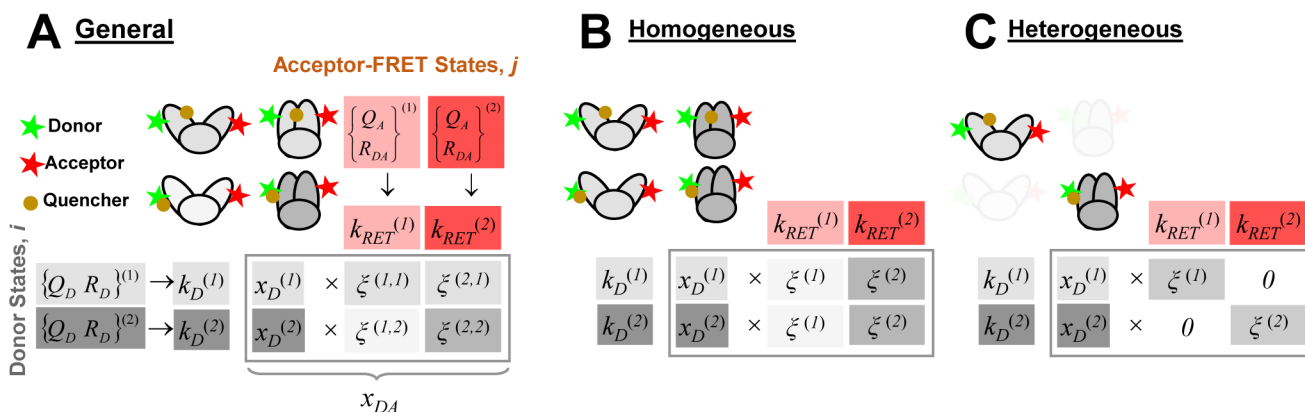 A General
Acceptor-FRET States, j
Donor
Acceptor
Quencher
{Q_A R_DA}^(1) {Q_A R_DA}^(2)
↓ ↓
k_RET^(1) k_RET^(2)
Donor States, i
{Q_D R_D}^(1) → k_D^(1) x_D^(1) × ξ^(1,1) ξ^(2,1)
{Q_D R_D}^(2) → k_D^(2) x_D^(2) × ξ^(1,2) ξ^(2,2)
x_DA
B Homogeneous
k_RET^(1) k_RET^(2)
k_D^(1) x_D^(1) × ξ^(1) ξ^(2)
k_D^(2) x_D^(2) × ξ^(1) ξ^(2)
C Heterogeneous
k_RET^(1) k_RET^(2)
k_D^(1) x_D^(1) × ξ^(1) 0
k_D^(2) x_D^(2) × 0 ξ^(2)